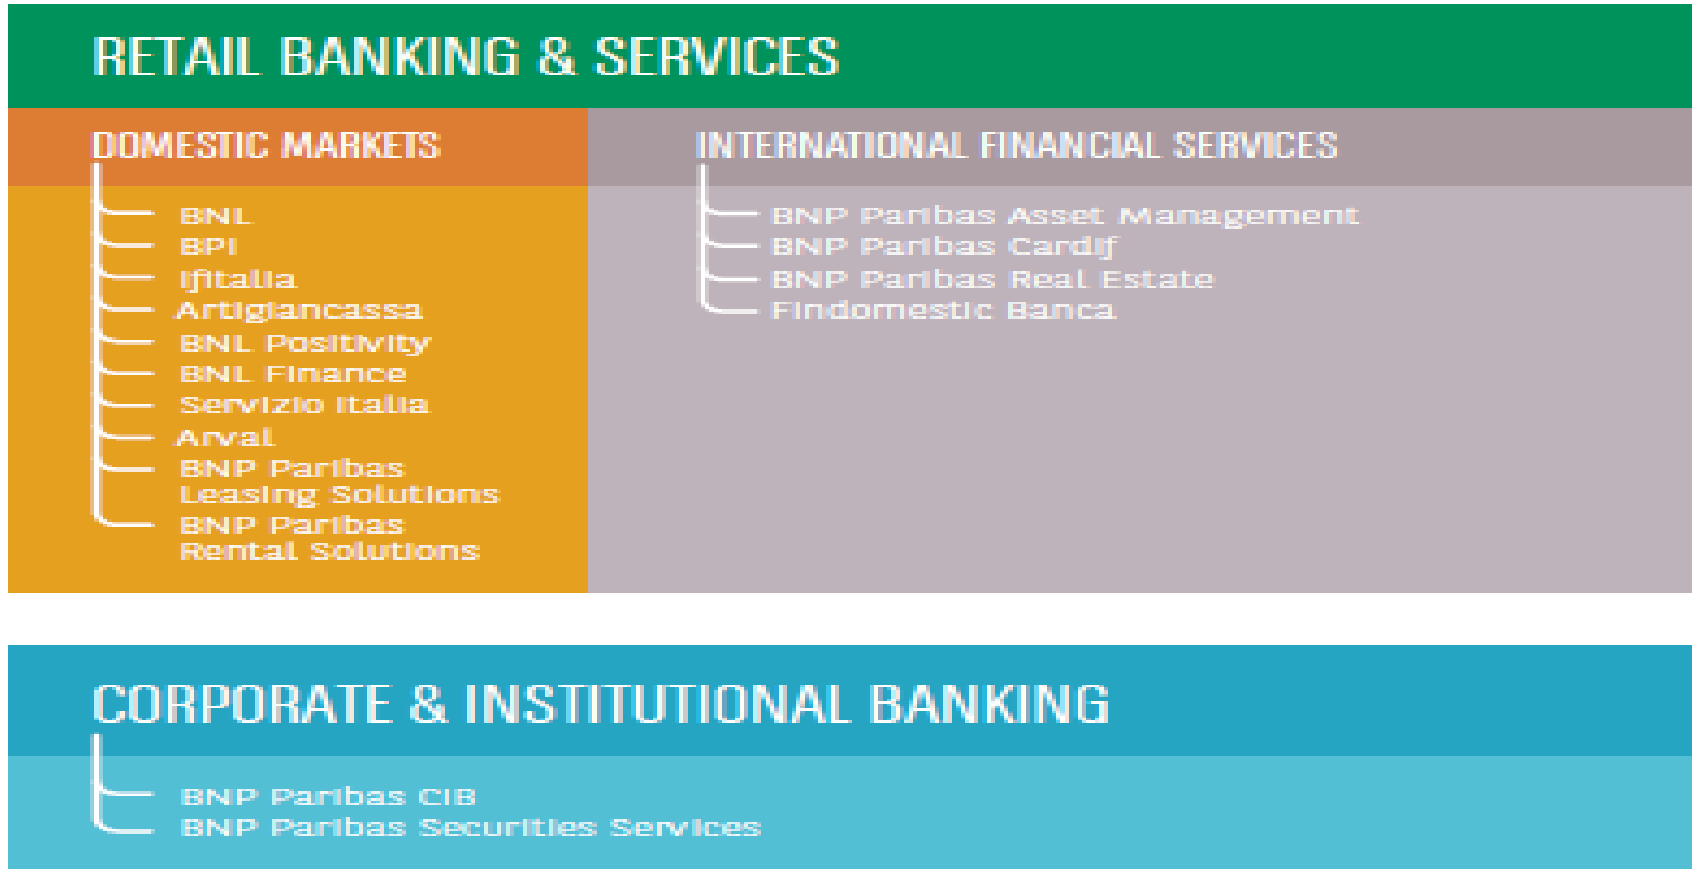 RETAIL BANKING & SERVICES
DOMESTIC MARKETS
BNL
BPI
Ifitalia
Artigiancassa
BNL Positivity
BNL Finance
Servizio Italia
Arval
BNP Paribas
Leasing Solutions
BNP Paribas
Rental Solutions
INTERNATIONAL FINANCIAL SERVICES
BNP Paribas Asset Management
BNP Paribas Cardif
BNP Paribas Real Estate
Findomestic Banca
CORPORATE & INSTITUTIONAL BANKING
BNP Paribas CIB
BNP Paribas Securities Services